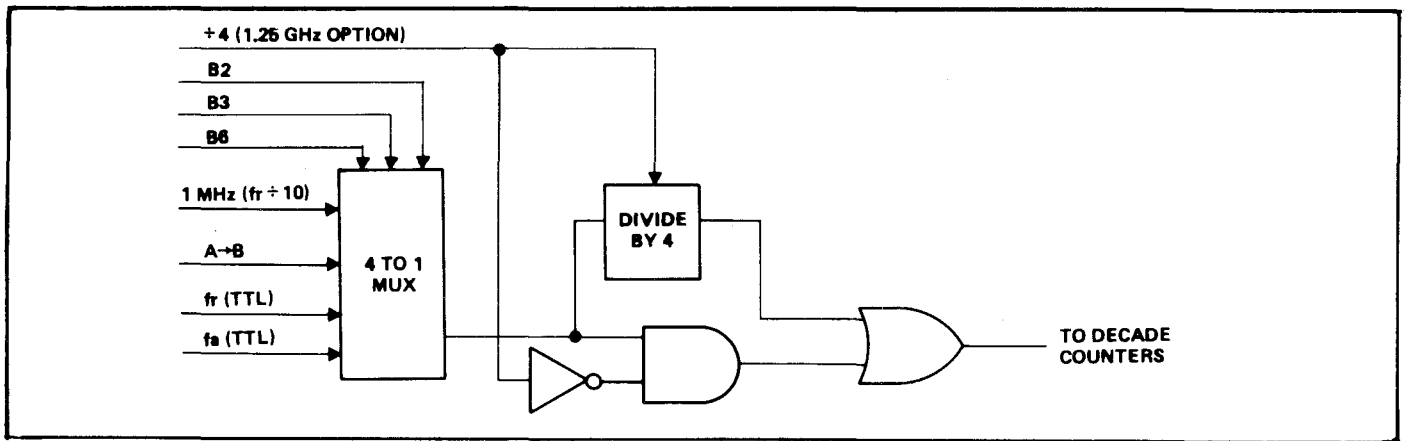 ÷4 (1.25 GHz OPTION)
B2
B3
B6
1 MHz (fr ÷ 10)
A→B
fr (TTL)
fa (TTL)
4 TO 1
MUX
DIVIDE
BY 4
TO DECADE
COUNTERS